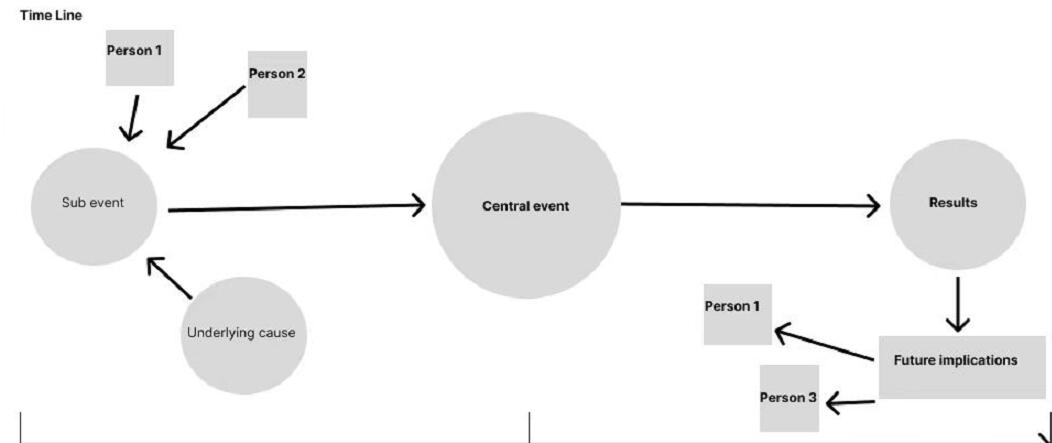 Time Line
Person 1
Person 2
Sub event
Central event
Results
Underlying cause
Person 1
Future implications
Person 3